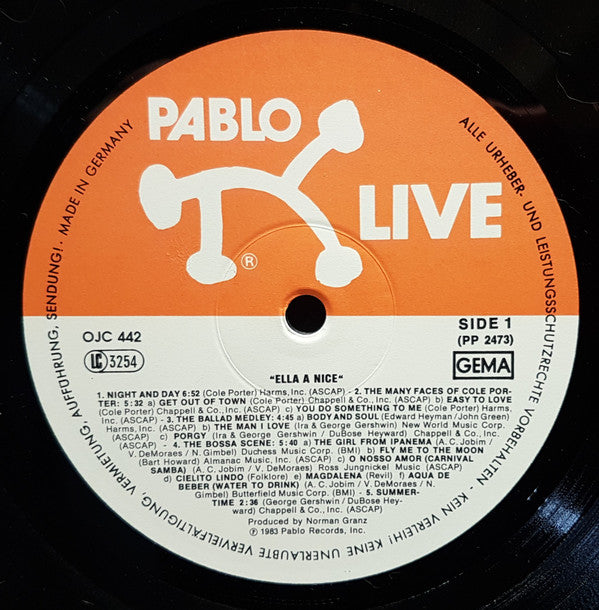 PABLO
LIVE
®
MADE IN GERMANY
ALLE URHEBER- UND LEISTUNGSSCHUTZRECHTE VORBEHALTEN - KEIN VERLEIH! KEINE UNERLAUBTE VERVIELFÄLTIGUNG, VERMIETUNG, AUFFÜHRUNG, SENDUNG!
OJC 442
LC 3254
SIDE 1
(PP 2473)
GEMA
"ELLA A NICE"
1. NIGHT AND DAY 6:52 (Cole Porter) Harms, Inc. (ASCAP) - 2. THE MANY FACES OF COLE POR-
TER: 5:32 a) GET OUT OF TOWN (Cole Porter) Chappell & Co., Inc. (ASCAP) b) EASY TO LOVE
(Cole Porter) Chappell & Co., Inc. (ASCAP) c) YOU DO SOMETHING TO ME (Cole Porter)
Harms, Inc. (ASCAP) - 3. THE BALLAD MEDLEY: 4:45 a) BODY AND SOUL (Edward Heyman / John Green)
Harms, Inc. (ASCAP) b) THE MAN I LOVE (Ira & George Gershwin) New World Music Corp.
(ASCAP) c) PORGY (Ira & George Gershwin / DuBose Heyward) Chappell & Co., Inc.
(ASCAP) - 4. THE BOSSA SCENE: 5:40 a) THE GIRL FROM IPANEMA (A. C. Jobim /
V. DeMoraes / N. Gimbel) Duchess Music Corp. (BMI) b) FLY ME TO THE MOON
(Bart Howard) Almanac Music, Inc. (ASCAP) c) O NOSSO AMOR (CARNIVAL
SAMBA) (A. C. Jobim / V. DeMoraes) Ross Jungnickel Music (ASCAP)
d) CIELITO LINDO (Folklore) e) MAGDALENA (Revil) f) AQUA DE
BEBER (WATER TO DRINK) (A. C. Jobim / V. DeMoraes / N.
Gimbel) Butterfield Music Corp. (BMI) - 5. SUMMER-
TIME 2:36 (George Gershwin / DuBose Hey-
ward) Chappell & Co., Inc. (ASCAP)
Produced by Norman Granz
℗ 1983 Pablo Records, Inc.